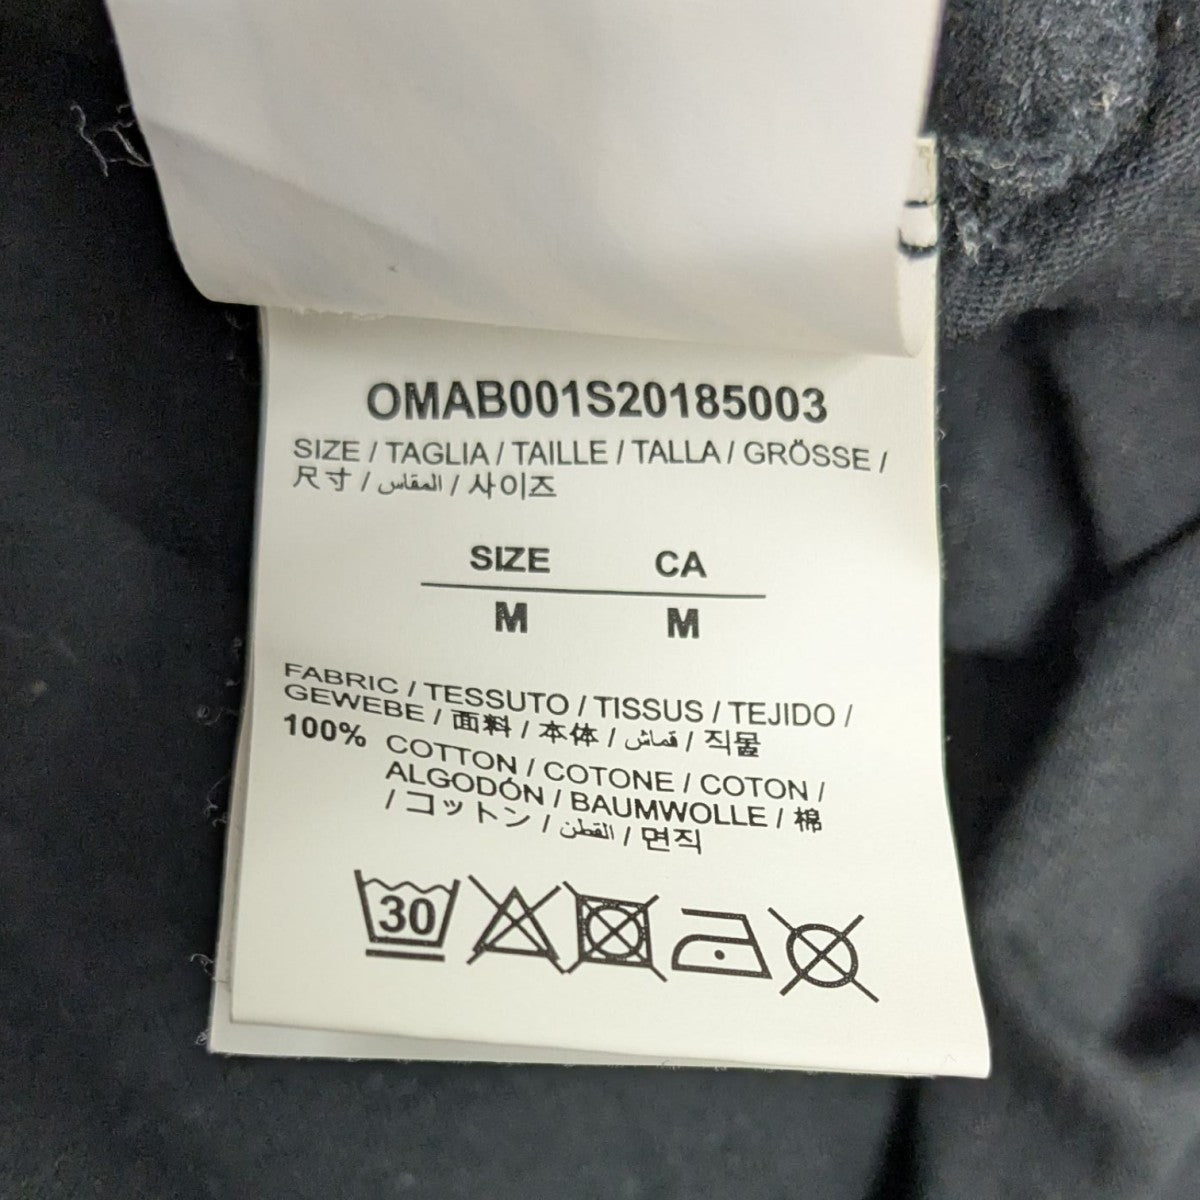 OMAB001S20185003
SIZE / TAGLIA / TAILLE / TALLA / GRÖSSE /
尺寸 / المقاس / 사이즈
SIZE CA
M M
FABRIC / TESSUTO / TISSUS / TEJIDO /
GEWEBE / 面料 / 本体 / قماش / 직물
100% COTTON / COTONE / COTON /
ALGODÓN / BAUMWOLLE / 棉
/ コットン / القطن / 면직
30